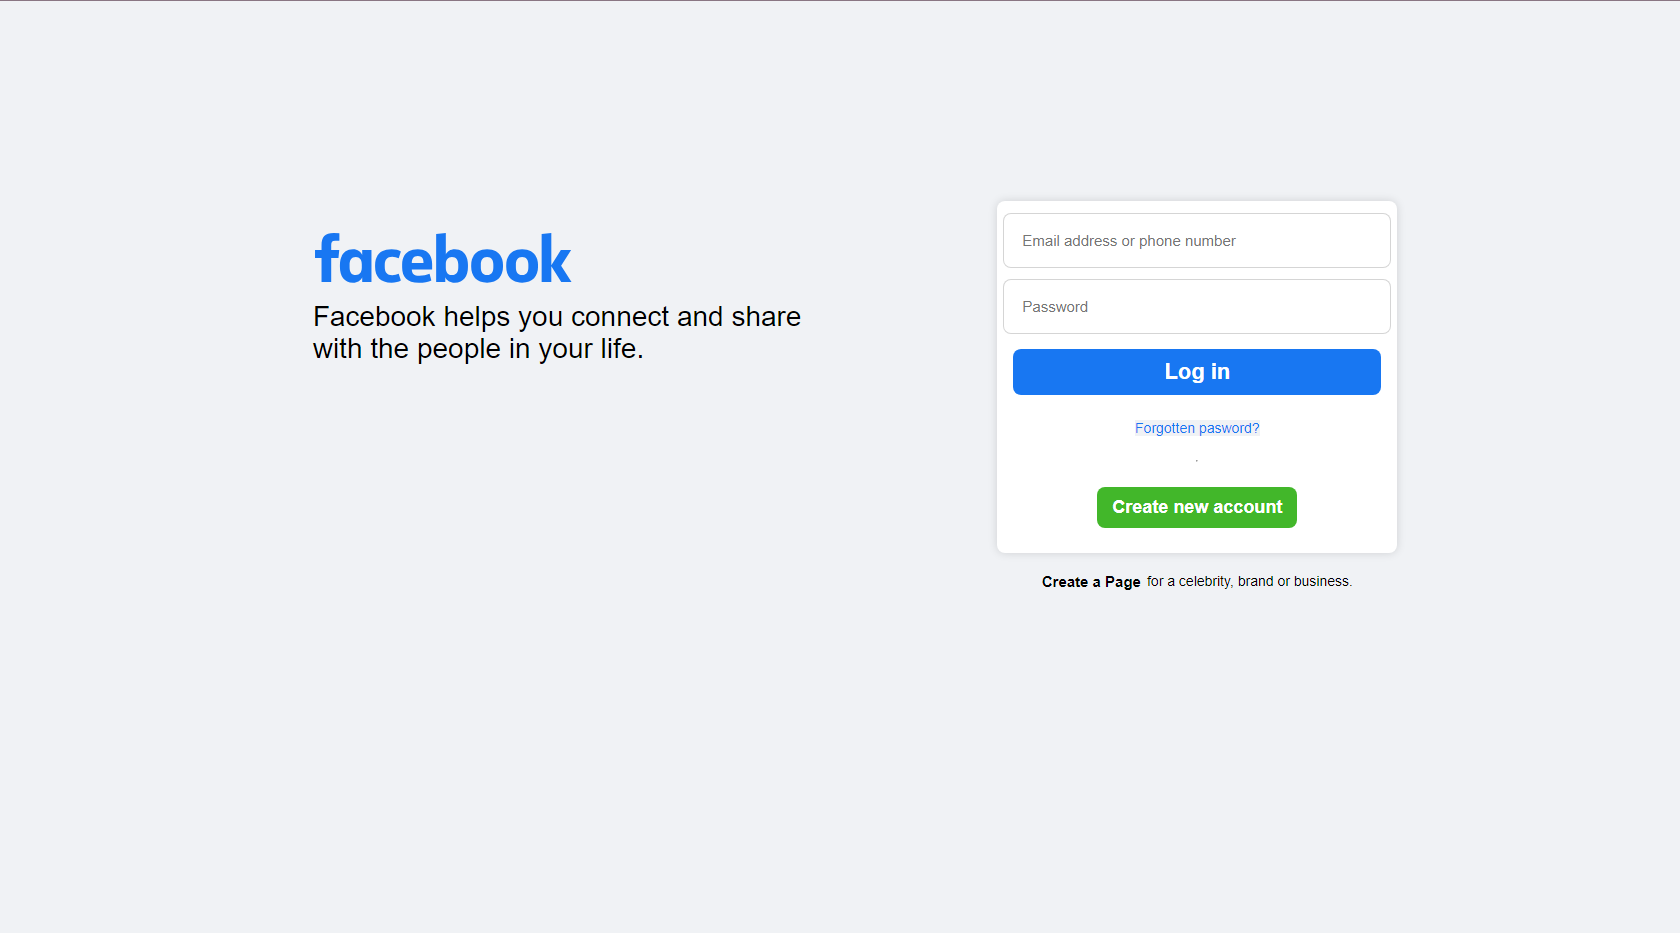 facebook
Facebook helps you connect and share
with the people in your life.
Email address or phone number
Password
Log in
Forgotten pasword?
.
Create new account
Create a Page for a celebrity, brand or business.